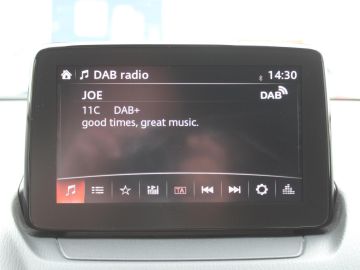 DAB radio 14:30
JOE DAB
11C DAB+
good times, great music.
TA